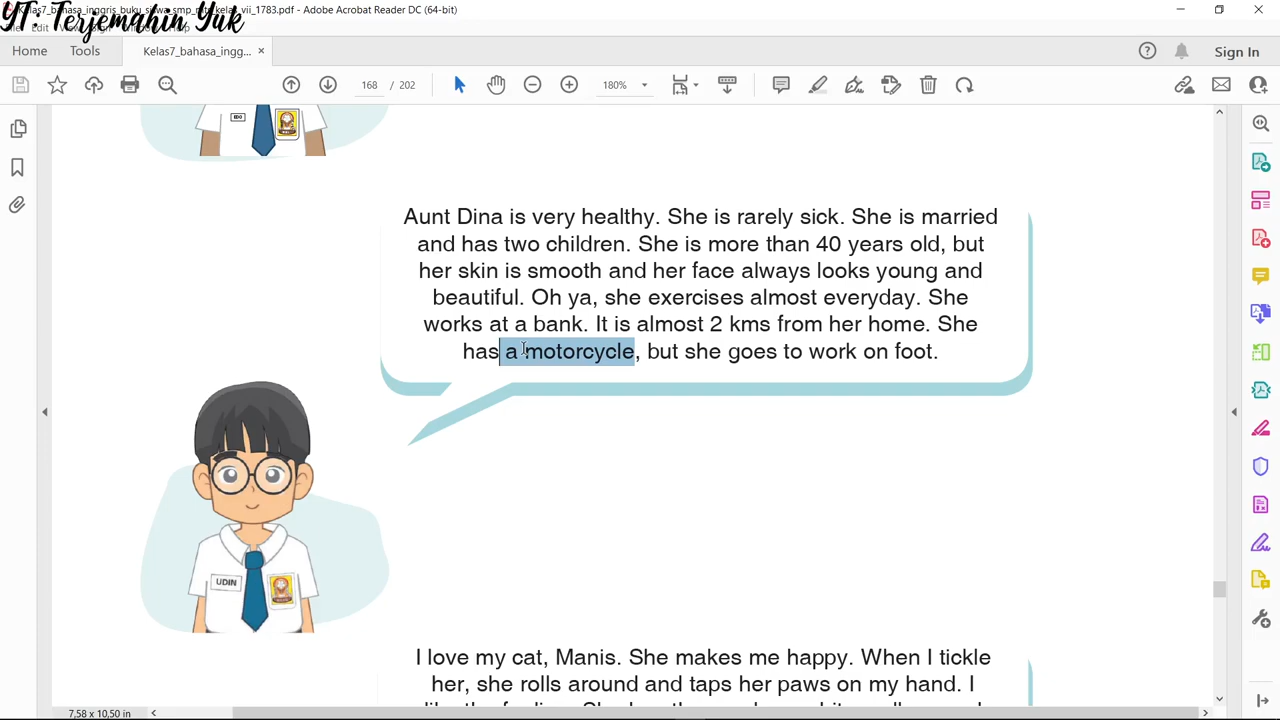 YT: Terjemahin Yuk
Kelas7_bahasa_inggris_buku_siswa_smp_mts_kelas_vii_1783.pdf - Adobe Acrobat Reader DC (64-bit)
Home
Tools
Kelas7_bahasa_ingg...
Sign In
168 / 202
180%
EDO
Aunt Dina is very healthy. She is rarely sick. She is married
and has two children. She is more than 40 years old, but
her skin is smooth and her face always looks young and
beautiful. Oh ya, she exercises almost everyday. She
works at a bank. It is almost 2 kms from her home. She
has a motorcycle, but she goes to work on foot.
UDIN
I love my cat, Manis. She makes me happy. When I tickle
her, she rolls around and taps her paws on my hand. I
7,58 x 10,50 in